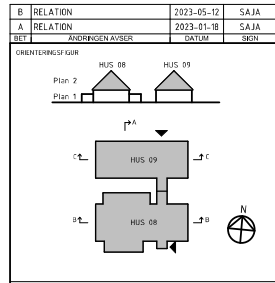 B RELATION 2023-05-12 SAJA
A RELATION 2023-01-18 SAJA
BET ÄNDRINGEN AVSER DATUM SIGN
ORIENTERINGSFIGUR
HUS 08 HUS 09
Plan 2
Plan 1
A
C HUS 09 C
N
B HUS 08 B